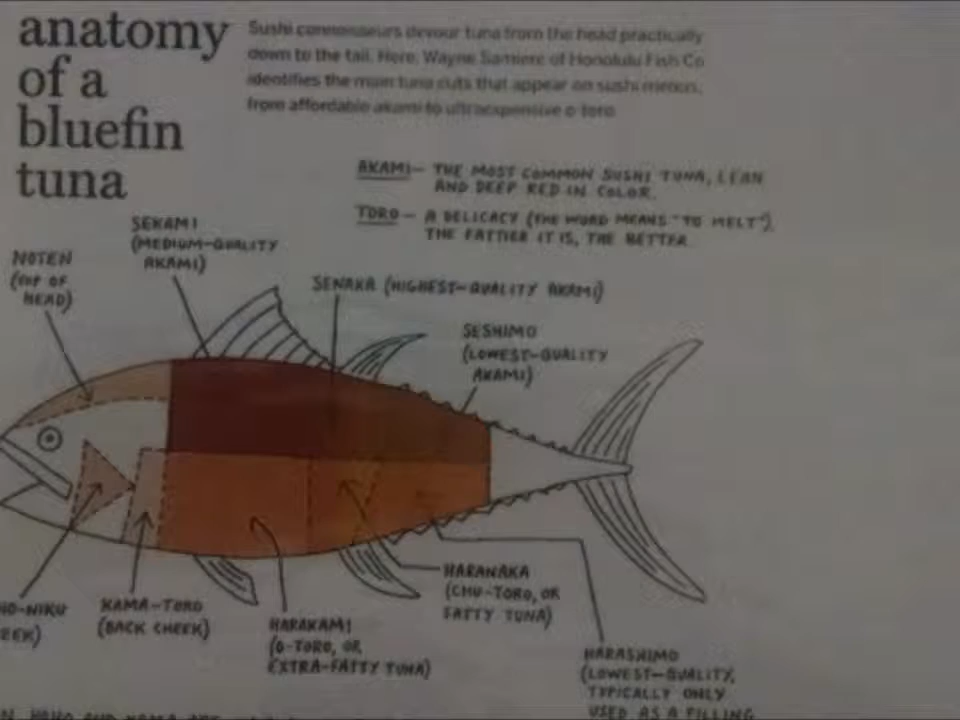 anatomy
of a
bluefin
tuna
Sushi connoisseurs devour tuna from the head practically
down to the tail. Here, Wayne Samiere of Honolulu Fish Co
identifies the main tuna cuts that appear on sushi menus,
from affordable akami to ultraexpensive o-toro.
AKAMI— THE MOST COMMON SUSHI TUNA, LEAN
AND DEEP RED IN COLOR.
TORO— A DELICACY (THE WORD MEANS "TO MELT").
THE FATTIER IT IS, THE BETTER.
SEKAMI
(MEDIUM-QUALITY
AKAMI)
NOTEN
(TOP OF
HEAD)
SENAKA (HIGHEST-QUALITY AKAMI)
SESHIMO
(LOWEST-QUALITY
AKAMI)
HO-NIKU
EEK)
KAMA-TORO
(BACK CHEEK)
HARAKAMI
(O-TORO, OR
EXTRA-FATTY TUNA)
HARANAKA
(CHU-TORO, OR
FATTY TUNA)
HARASHIMO
(LOWEST-QUALITY,
TYPICALLY ONLY
USED AS A FILLING